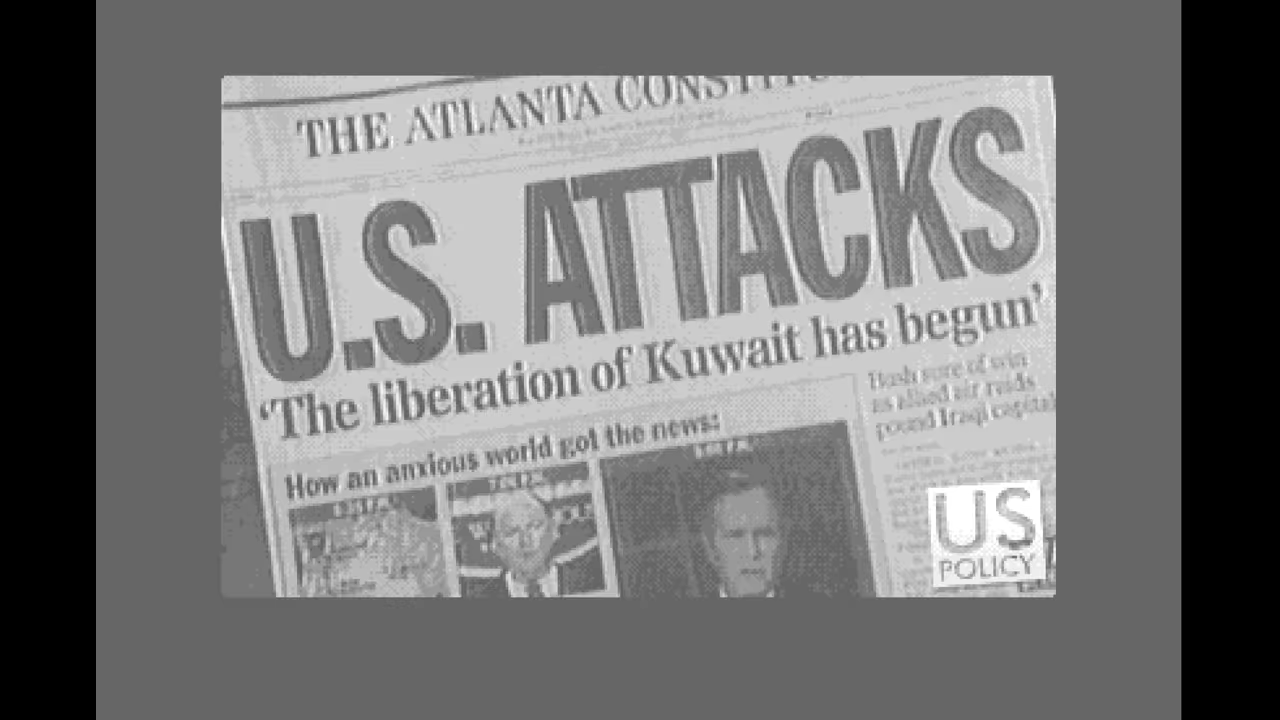 THE ATLANTA CONSTITU
U.S. ATTACKS
‘The liberation of Kuwait has begun’
How an anxious world got the news:
Bush sure of win
as allied air raids
pound Iraqi capital
US
POLICY